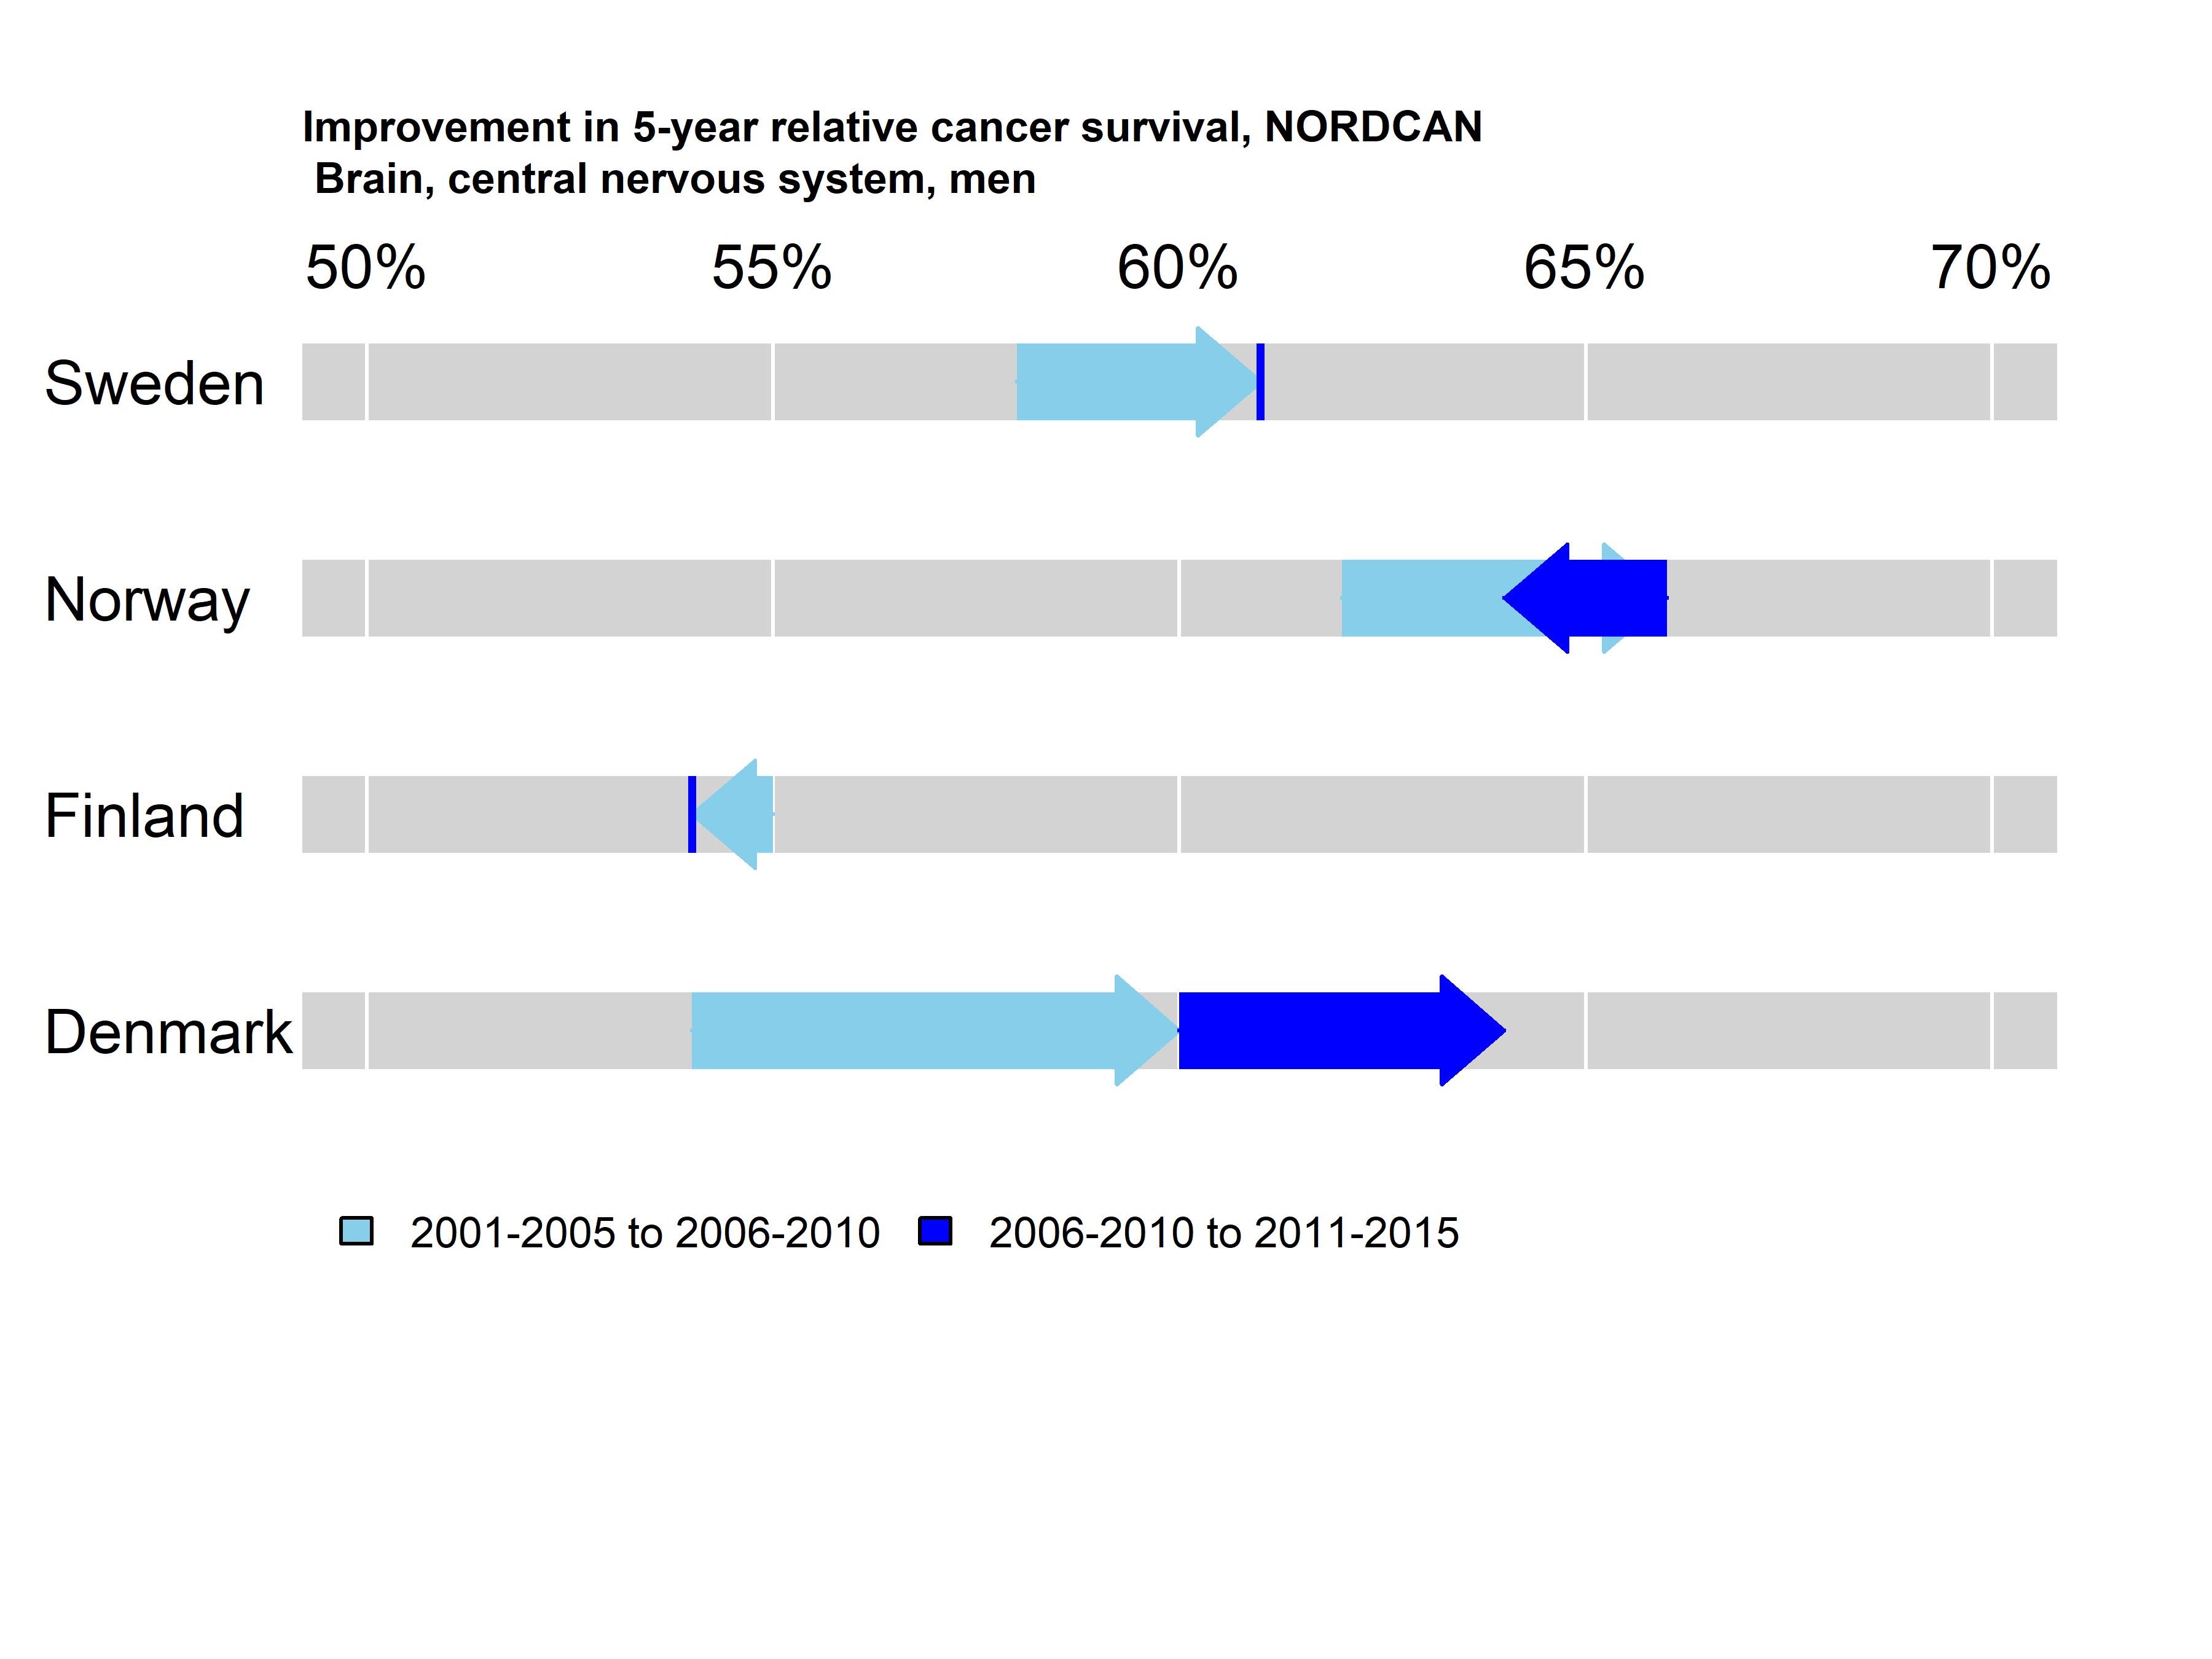 Improvement in 5-year relative cancer survival, NORDCAN
Brain, central nervous system, men
50% 55% 60% 65% 70%
Sweden
Norway
Finland
Denmark
2001-2005 to 2006-2010 2006-2010 to 2011-2015